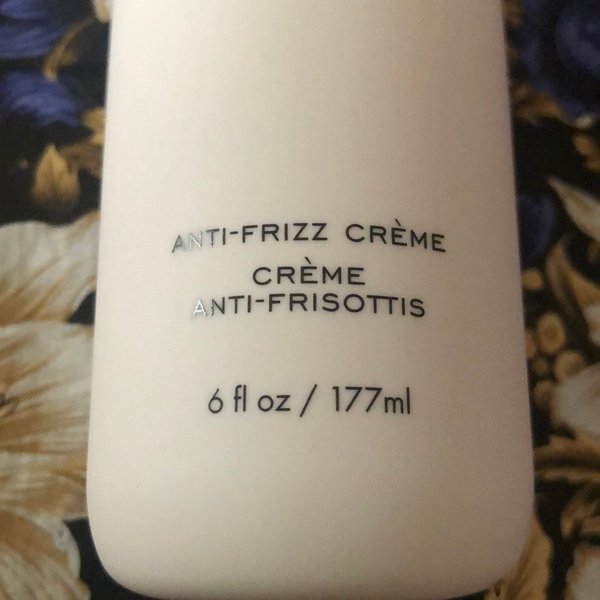 ANTI-FRIZZ CRÈME
CRÈME
ANTI-FRISOTTIS
6 fl oz / 177ml